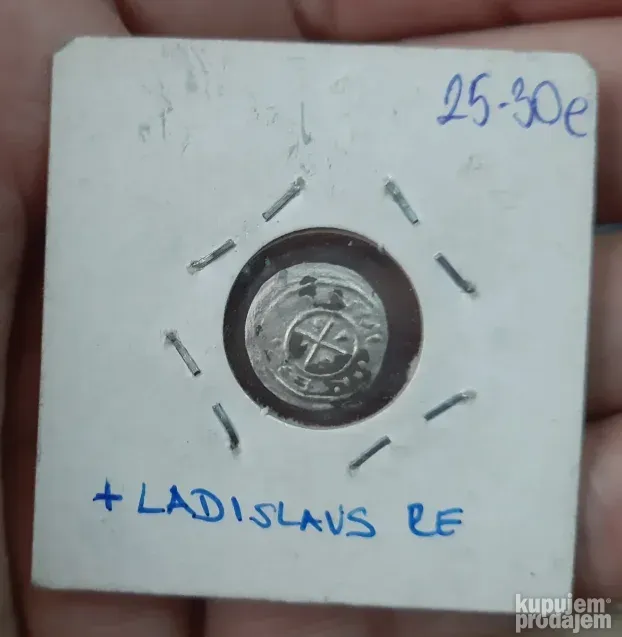 25-30e
+ LADISLAVS RE
kupujem
prodajem